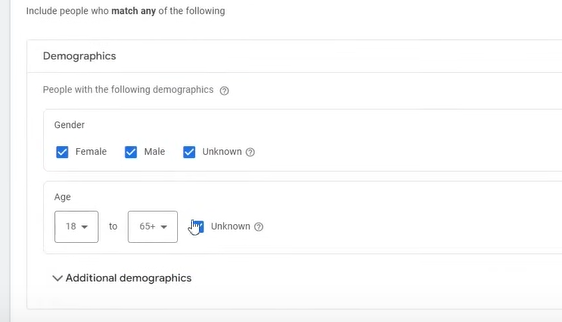 Include people who match any of the following
Demographics
People with the following demographics
Gender
Female Male Unknown
Age
18 to 65+ Unknown
Additional demographics